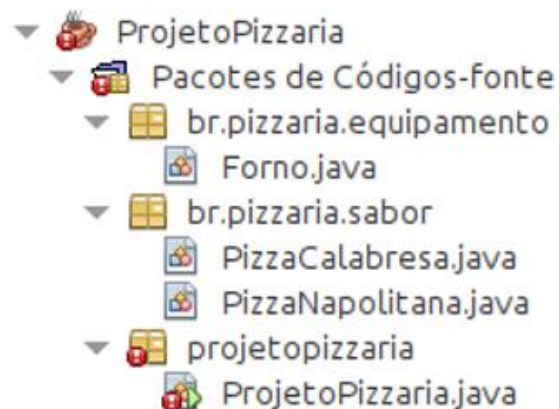 ProjetoPizzaria
Pacotes de Códigos-fonte
br.pizzaria.equipamento
Forno.java
br.pizzaria.sabor
PizzaCalabresa.java
PizzaNapolitana.java
projetopizzaria
ProjetoPizzaria.java